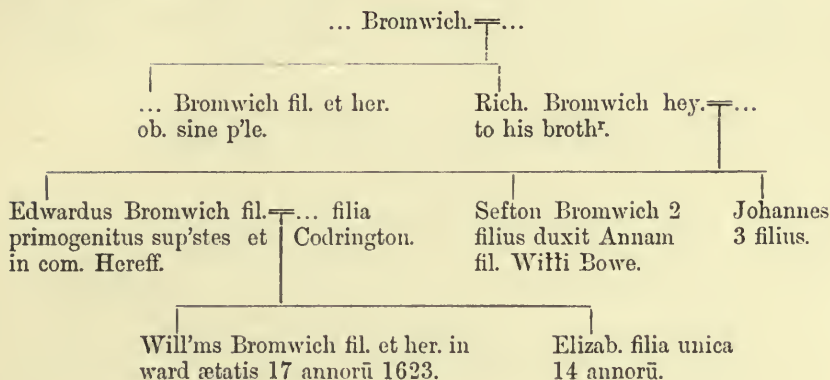 ... Bromwich.=...
... Bromwich fil. et her.
ob. sine p'le.
Rich. Bromwich hey.=...
to his brothʳ.
Edwardus Bromwich fil.=... filia
primogenitus sup'stes et Codrington.
in com. Hereff.
Sefton Bromwich 2
filius duxit Annam
fil. Witti Bowe.
Johannes
3 filius.
Will'ms Bromwich fil. et her. in
ward ætatis 17 annorū 1623.
Elizab. filia unica
14 annorū.